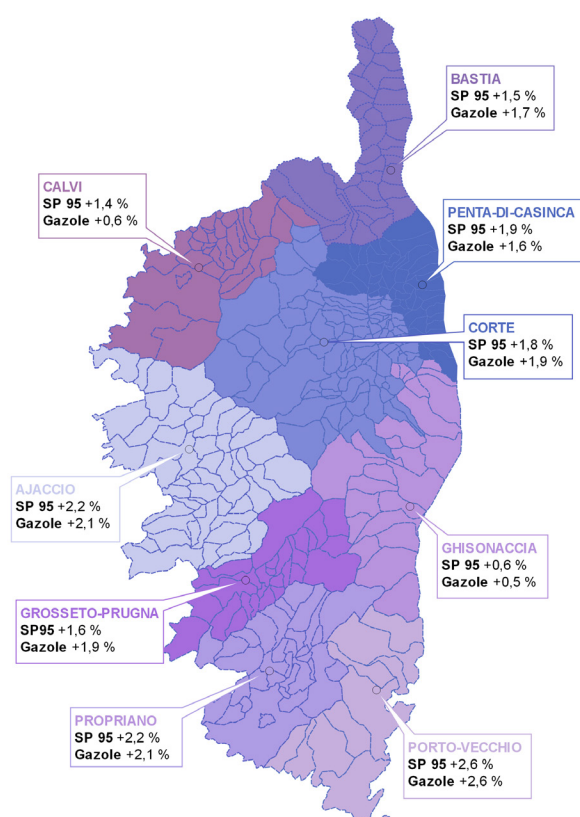 BASTIA
SP 95 +1,5 %
Gazole +1,7 %
CALVI
SP 95 +1,4 %
Gazole +0,6 %
PENTA-DI-CASINCA
SP 95 +1,9 %
Gazole +1,6 %
CORTE
SP 95 +1,8 %
Gazole +1,9 %
AJACCIO
SP 95 +2,2 %
Gazole +2,1 %
GHISONACCIA
SP 95 +0,6 %
Gazole +0,5 %
GROSSETO-PRUGNA
SP95 +1,6 %
Gazole +1,9 %
PROPRIANO
SP 95 +2,2 %
Gazole +2,1 %
PORTO-VECCHIO
SP 95 +2,6 %
Gazole +2,6 %